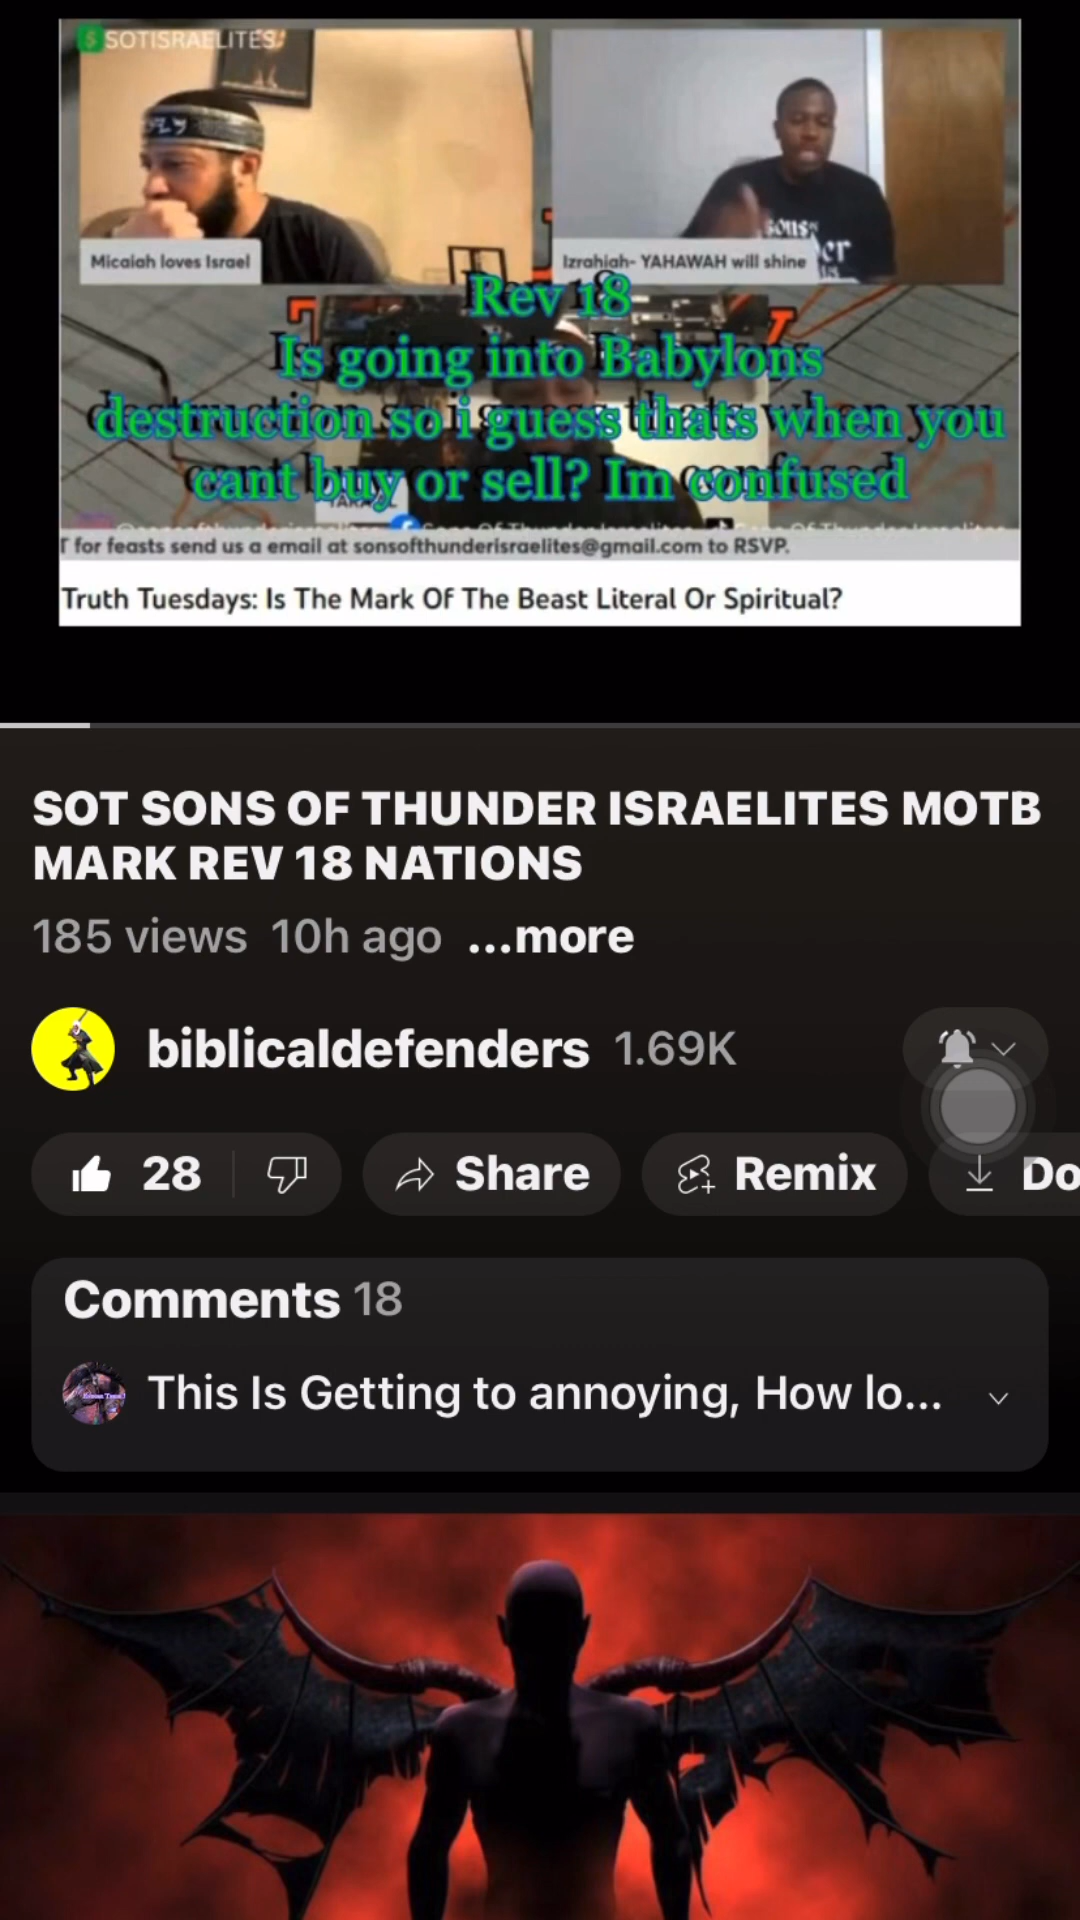 $SOTISRAELITES
Micaiah loves Israel
Izrahiah- YAHAWAH will shine
Rev 18
Is going into Babylons
destruction so i guess thats when you
cant buy or sell? Im confused
T for feasts send us a email at sonsofthunderisraelites@gmail.com to RSVP.
Truth Tuesdays: Is The Mark Of The Beast Literal Or Spiritual?
SOT SONS OF THUNDER ISRAELITES MOTB
MARK REV 18 NATIONS
185 views 10h ago ...more
biblicaldefenders 1.69K
28
Share
Remix
Do
Comments 18
This Is Getting to annoying, How lo...